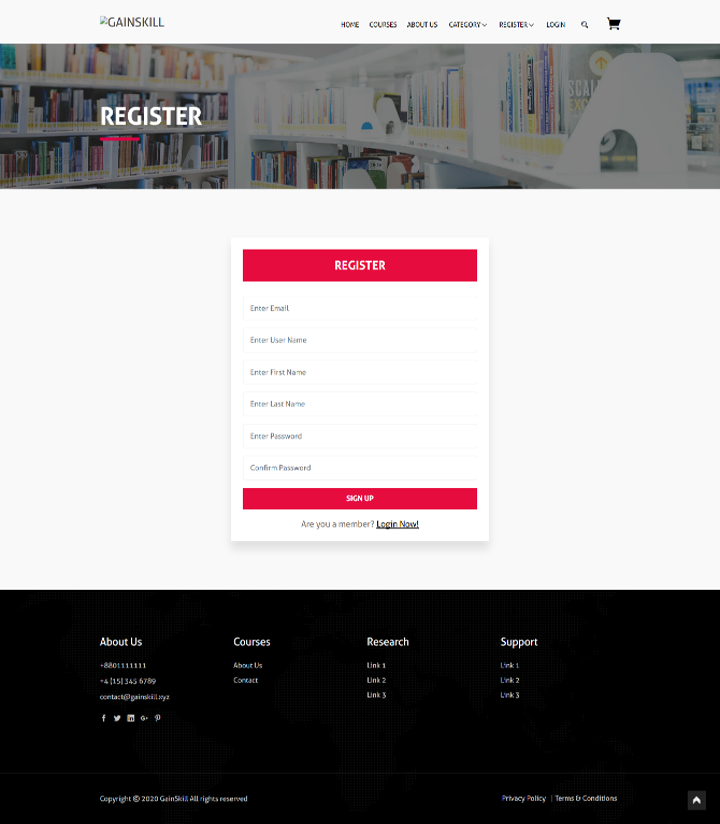 GAINSKILL
HOME COURSES ABOUT US CATEGORY REGISTER LOGIN
REGISTER
REGISTER
Enter Email
Enter User Name
Enter First Name
Enter Last Name
Enter Password
Confirm Password
SIGN UP
Are you a member? Login Now!
About Us Courses Research Support
+8801111111 About Us Link 1 Link 1
+4 (15) 345 6789 Contact Link 2 Link 2
contact@gainskill.xyz Link 3 Link 3
Copyright © 2020 GainSkill All rights reserved Privacy Policy | Terms & Conditions